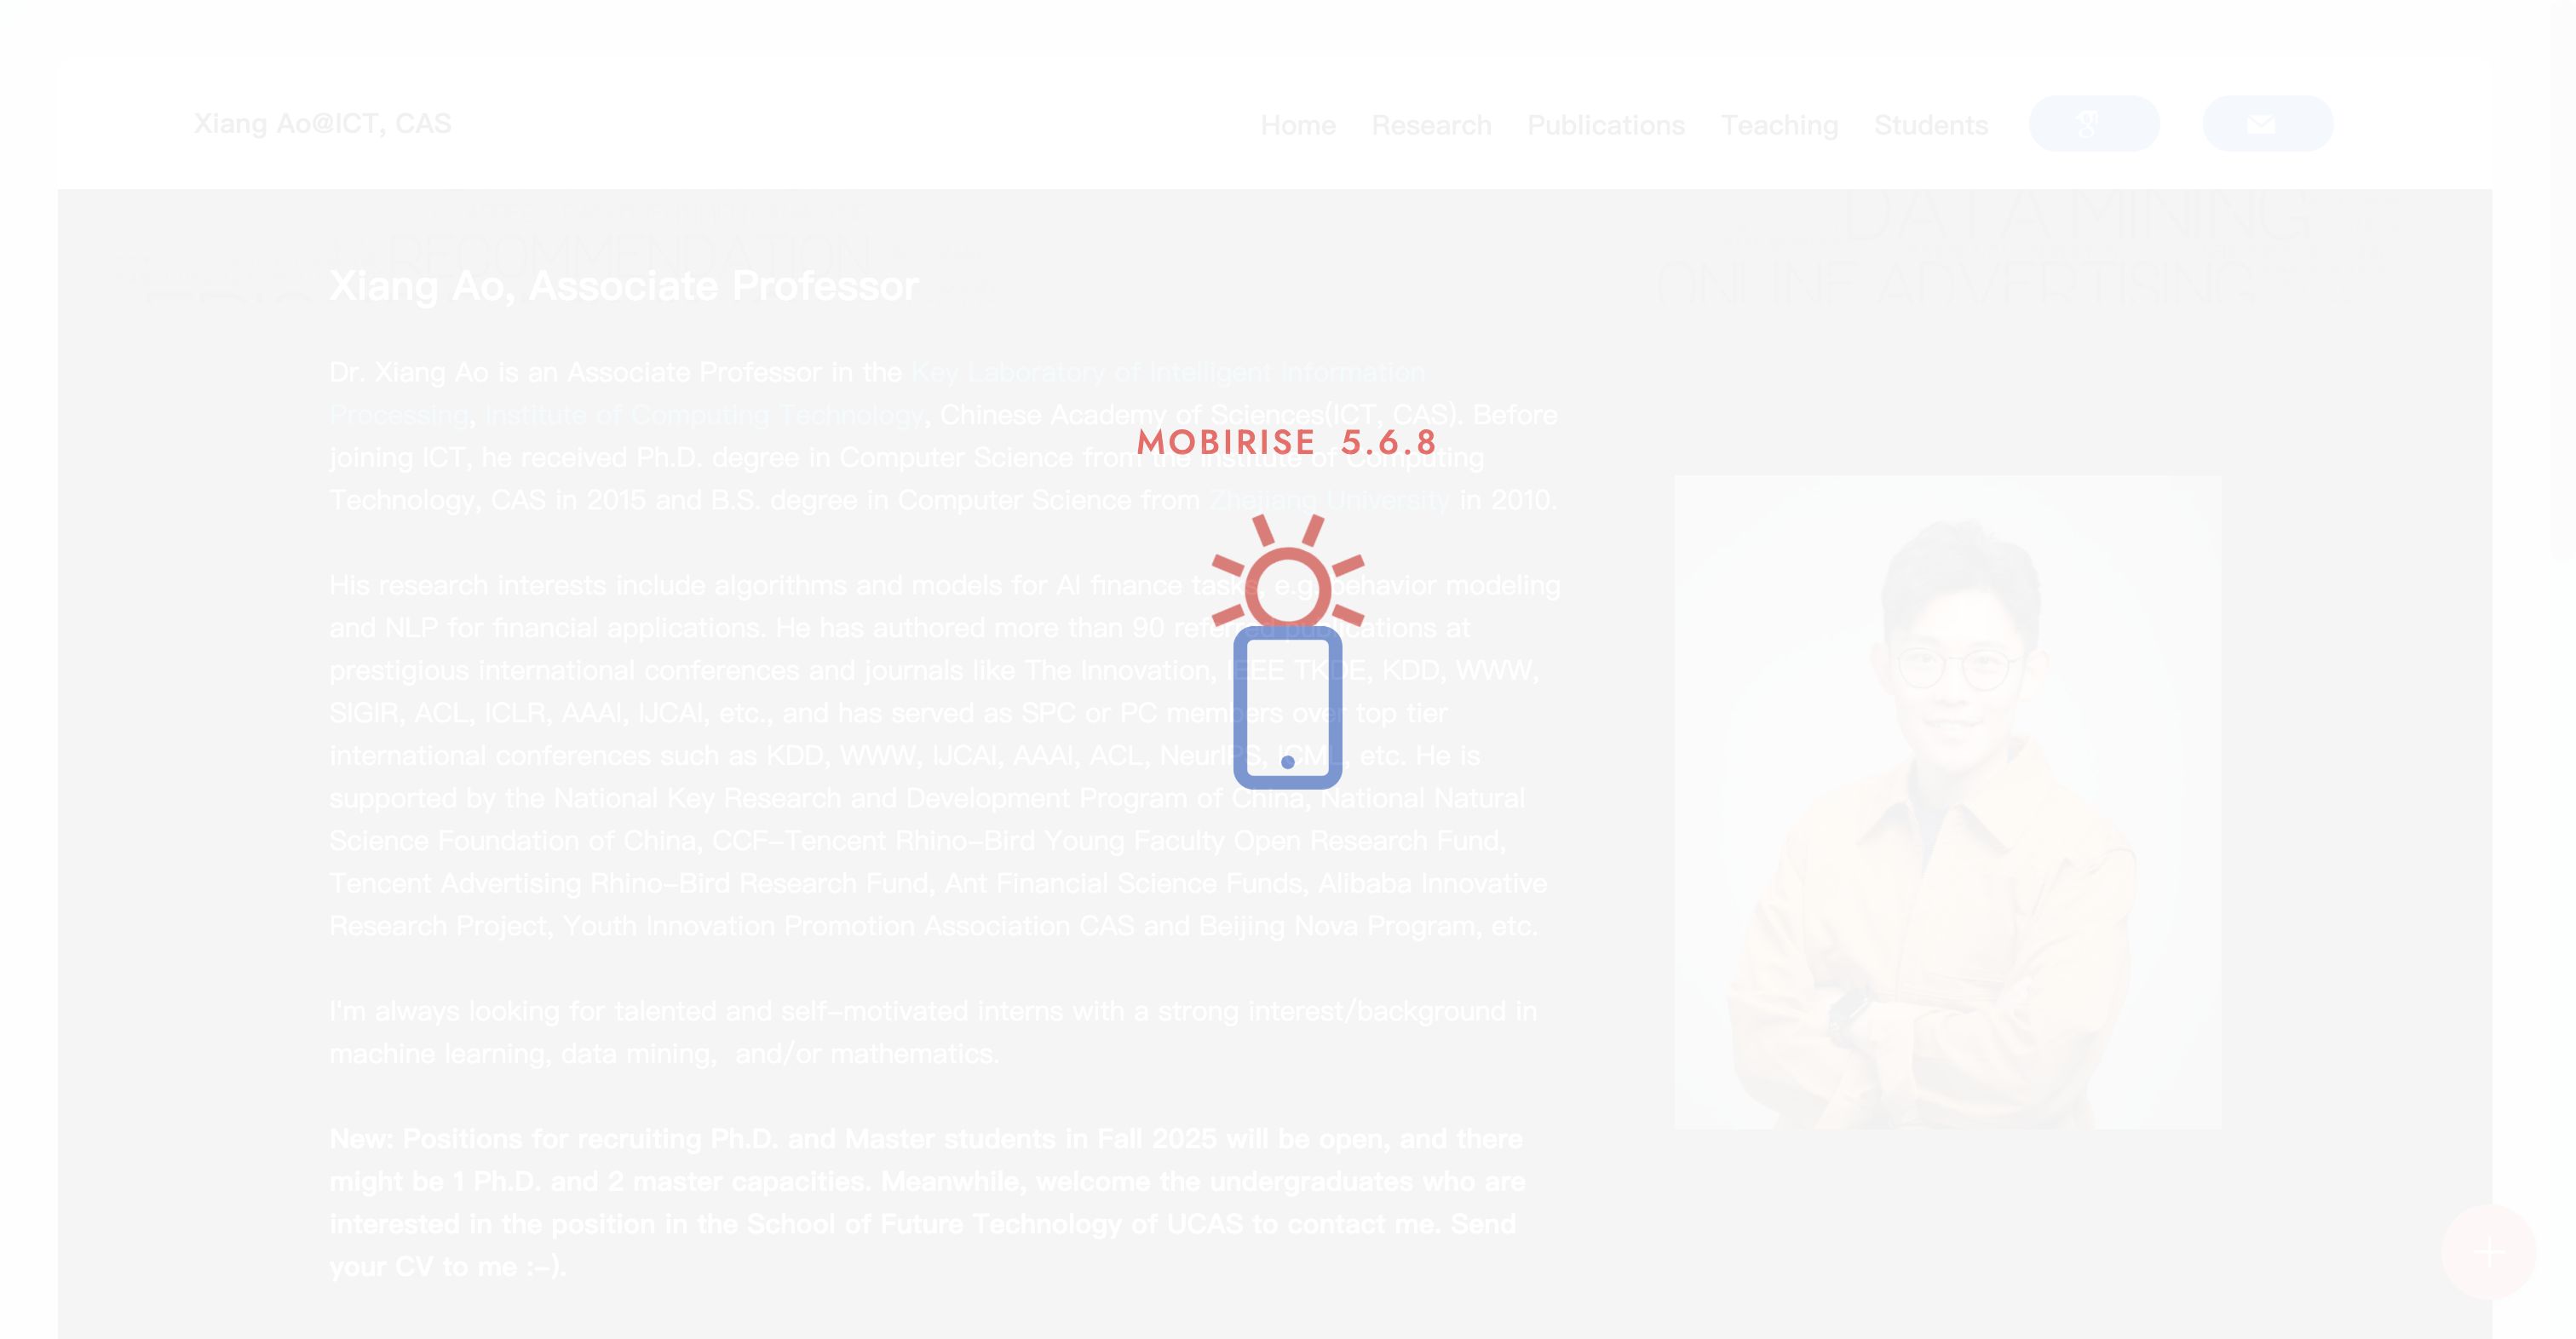 Xiang Ao@ICT, CAS
Home Research Publications Teaching Students
RECOMMENDATION
DATA MINING
ONLINE ADVERTISING
Xiang Ao, Associate Professor
Dr. Xiang Ao is an Associate Professor in the Key Laboratory of Intelligent Information
Processing, Institute of Computing Technology, Chinese Academy of Sciences(ICT, CAS). Before
MOBIRISE 5.6.8
joining ICT, he received Ph.D. degree in Computer Science from the Institute of Computing
Technology, CAS in 2015 and B.S. degree in Computer Science from Zhejiang University in 2010.
His research interests include algorithms and models for AI finance tasks, e.g. behavior modeling
and NLP for financial applications. He has authored more than 90 referred publications at
prestigious international conferences and journals like The Innovation, IEEE TKDE, KDD, WWW,
SIGIR, ACL, ICLR, AAAI, IJCAI, etc., and has served as SPC or PC members over top tier
international conferences such as KDD, WWW, IJCAI, AAAI, ACL, NeurIPS, ICML, etc. He is
supported by the National Key Research and Development Program of China, National Natural
Science Foundation of China, CCF-Tencent Rhino-Bird Young Faculty Open Research Fund,
Tencent Advertising Rhino-Bird Research Fund, Ant Financial Science Funds, Alibaba Innovative
Research Project, Youth Innovation Promotion Association CAS and Beijing Nova Program, etc.
I'm always looking for talented and self-motivated interns with a strong interest/background in
machine learning, data mining, and/or mathematics.
New: Positions for recruiting Ph.D. and Master students in Fall 2025 will be open, and there
might be 1 Ph.D. and 2 master capacities. Meanwhile, welcome the undergraduates who are
interested in the position in the School of Future Technology of UCAS to contact me. Send
your CV to me :-).